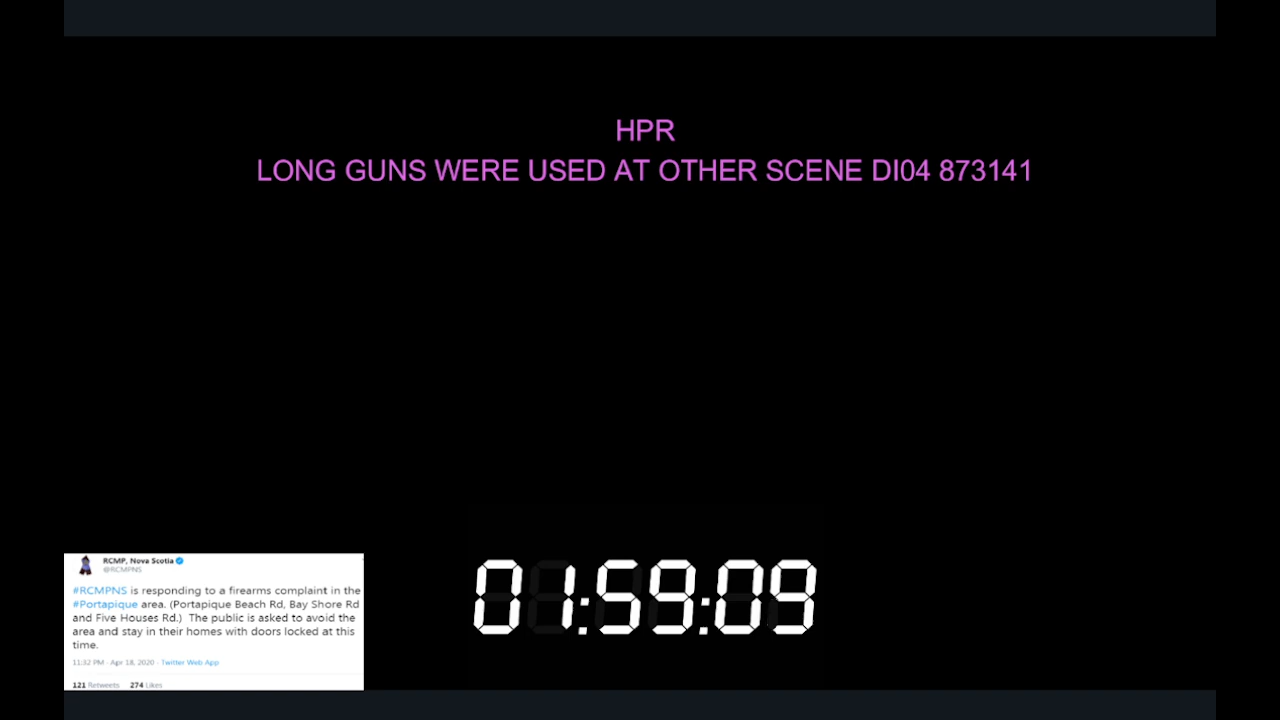 HPR
LONG GUNS WERE USED AT OTHER SCENE DI04 873141
RCMP, Nova Scotia
@RCMPNS
#RCMPNS is responding to a firearms complaint in the
#Portapique area. (Portapique Beach Rd, Bay Shore Rd
and Five Houses Rd.) The public is asked to avoid the
area and stay in their homes with doors locked at this
time.
11:32 PM · Apr 18, 2020 · Twitter Web App
121 Retweets 274 Likes
01:59:09